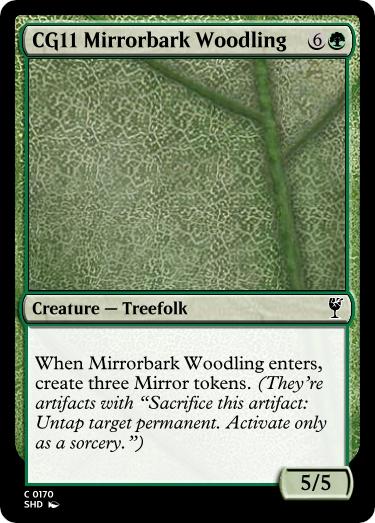 CG11 Mirrorbark Woodling 6
Creature — Treefolk
When Mirrorbark Woodling enters,
create three Mirror tokens. (They're
artifacts with “Sacrifice this artifact:
Untap target permanent. Activate only
as a sorcery.”)
5/5
C 0170
SHD